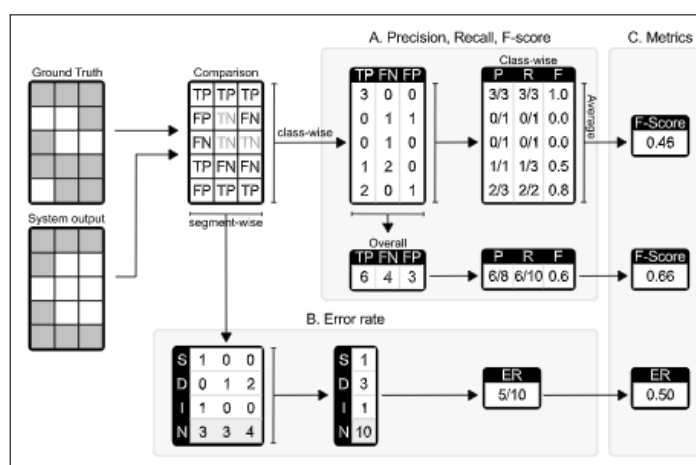 A. Precision, Recall, F-score
C. Metrics
Ground Truth
Comparison
TP TP TP
FP TN FN
FN TN TN
TP FN FN
FP TP TP
class-wise
segment-wise
System output
TP FN FP
3 0 0
0 1 1
0 1 0
1 2 0
2 0 1
Class-wise
P R F
3/3 3/3 1.0
0/1 0/1 0.0
0/1 0/1 0.0
1/1 1/3 0.5
2/3 2/2 0.8
Average
F-Score
0.46
Overall
TP FN FP
6 4 3
P R F
6/8 6/10 0.6
F-Score
0.66
B. Error rate
S 1 0 0
D 0 1 2
I 1 0 0
N 3 3 4
S 1
D 3
I 1
N 10
ER
5/10
ER
0.50